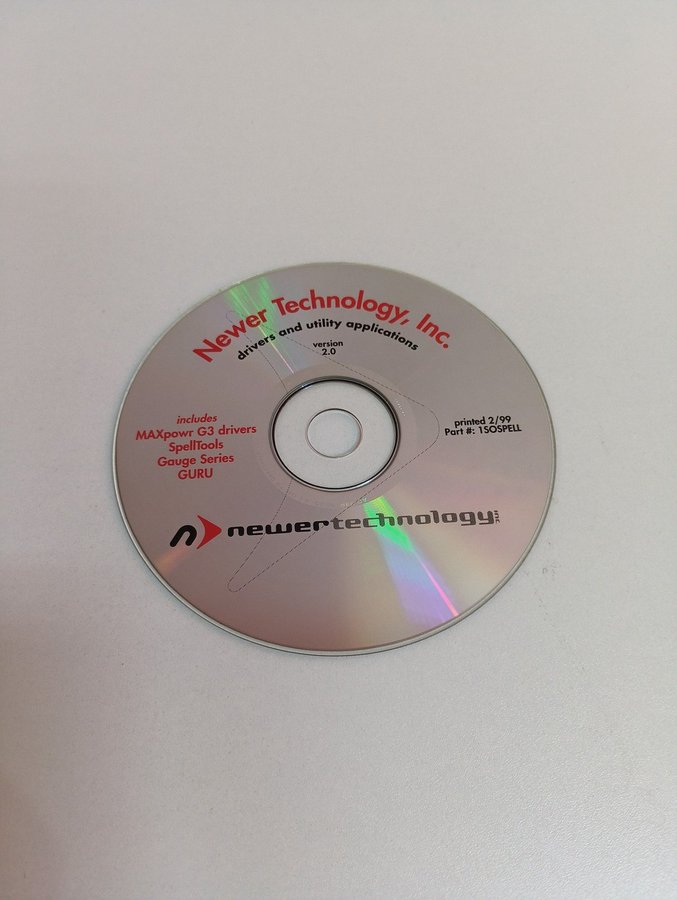 Newer Technology, Inc.
drivers and utility applications
version
2.0
includes
MAXpowr G3 drivers
SpellTools
Gauge Series
GURU
printed 2/99
Part #: 1SOSPELL
newertechnology inc